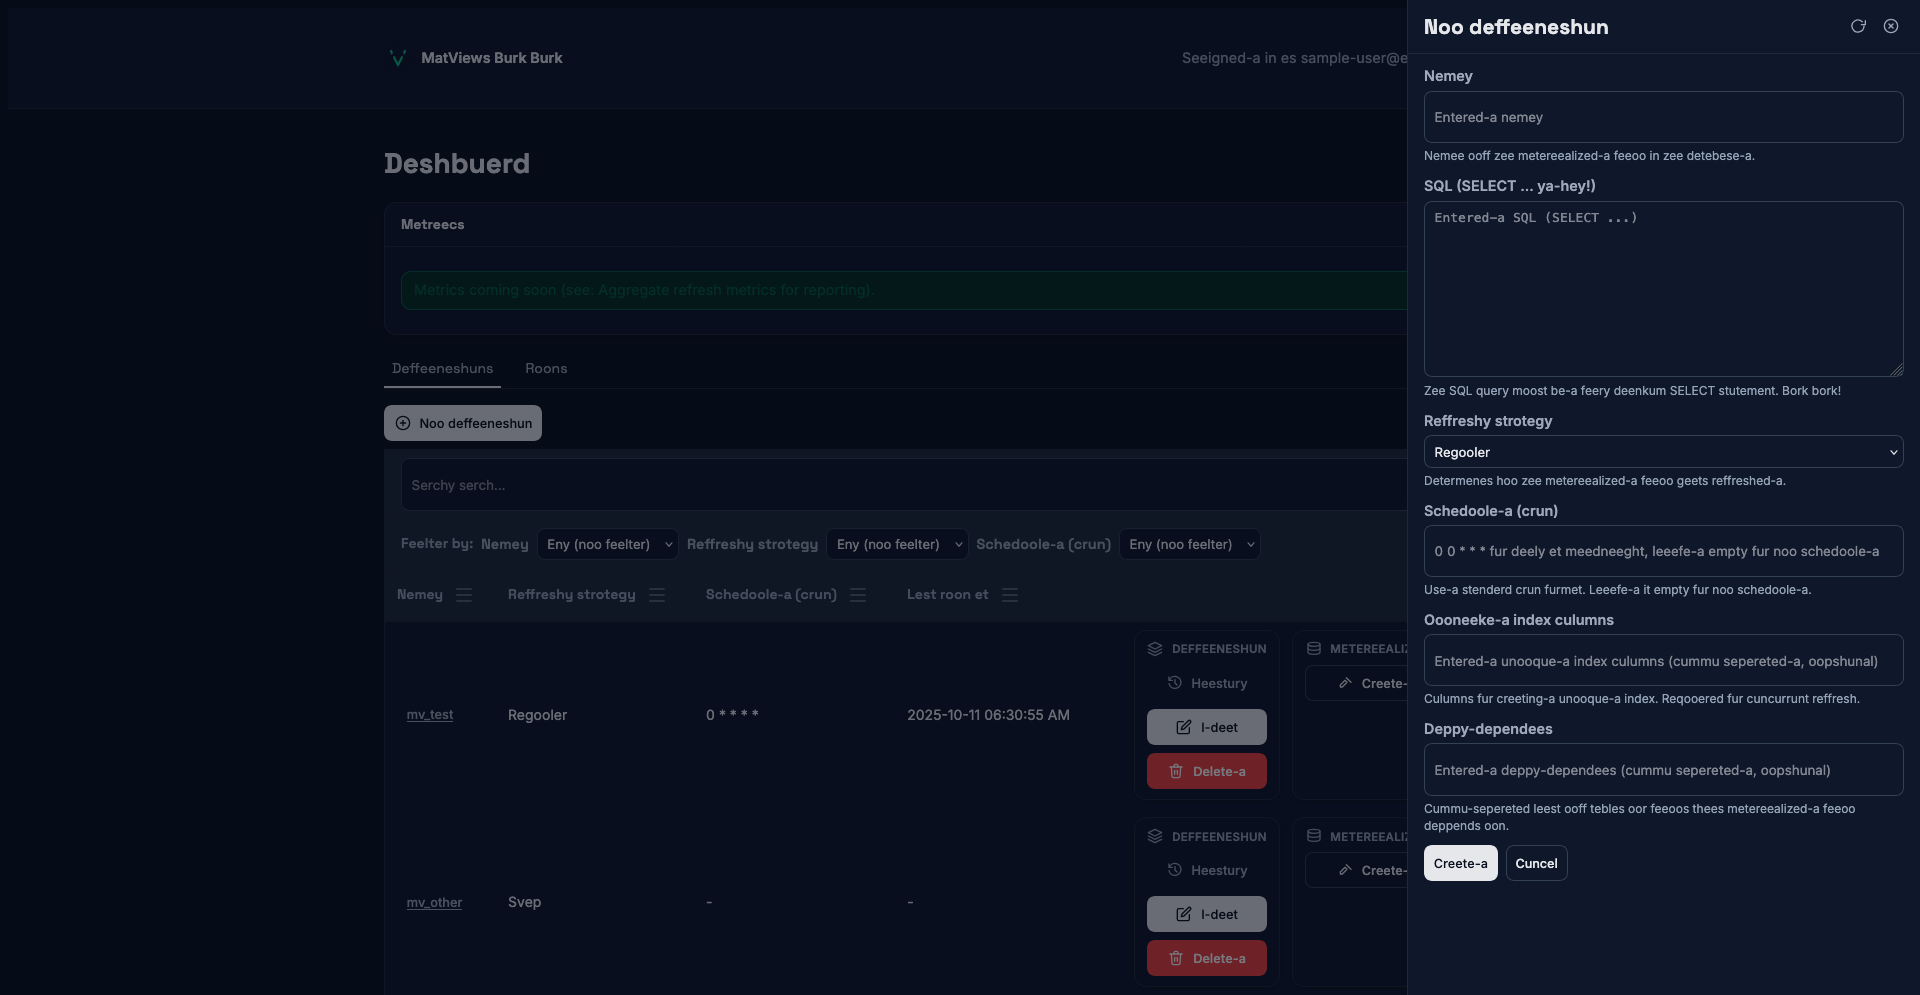 MatViews Burk Burk
Seeigned-a in es sample-user@e
Deshbuerd
Metreecs
Metrics coming soon (see: Aggregate refresh metrics for reporting).
Deffeeneshuns
Roons
Noo deffeeneshun
Serchy serch...
Feelter by:
Nemey
Eny (noo feelter)
Reffreshy strotegy
Eny (noo feelter)
Schedoole-a (crun)
Eny (noo feelter)
Nemey
Reffreshy strotegy
Schedoole-a (crun)
Lest roon et
mv_test
Regooler
0 * * * *
2025-10-11 06:30:55 AM
DEFFEENESHUN
Heestury
I-deet
Delete-a
METEREEALIZ
Creete-
mv_other
Svep
-
-
DEFFEENESHUN
Heestury
I-deet
Delete-a
METEREEALIZ
Creete-
Noo deffeeneshun
Nemey
Entered-a nemey
Nemee ooff zee metereealized-a feeoo in zee detebese-a.
SQL (SELECT ... ya-hey!)
Entered-a SQL (SELECT ...)
Zee SQL query moost be-a feery deenkum SELECT stutement. Bork bork!
Reffreshy strotegy
Regooler
Determenes hoo zee metereealized-a feeoo geets reffreshed-a.
Schedoole-a (crun)
0 0 * * * fur deely et meedneeght, leeefe-a empty fur noo schedoole-a
Use-a stenderd crun furmet. Leeefe-a it empty fur noo schedoole-a.
Oooneeke-a index culumns
Entered-a unooque-a index culumns (cummu sepereted-a, oopshunal)
Culumns fur creeting-a unooque-a index. Reqooered fur cuncurrunt reffresh.
Deppy-dependees
Entered-a deppy-dependees (cummu sepereted-a, oopshunal)
Cummu-sepereted leest ooff tebles oor feeoos thees metereealized-a feeoo
deppends oon.
Creete-a
Cuncel